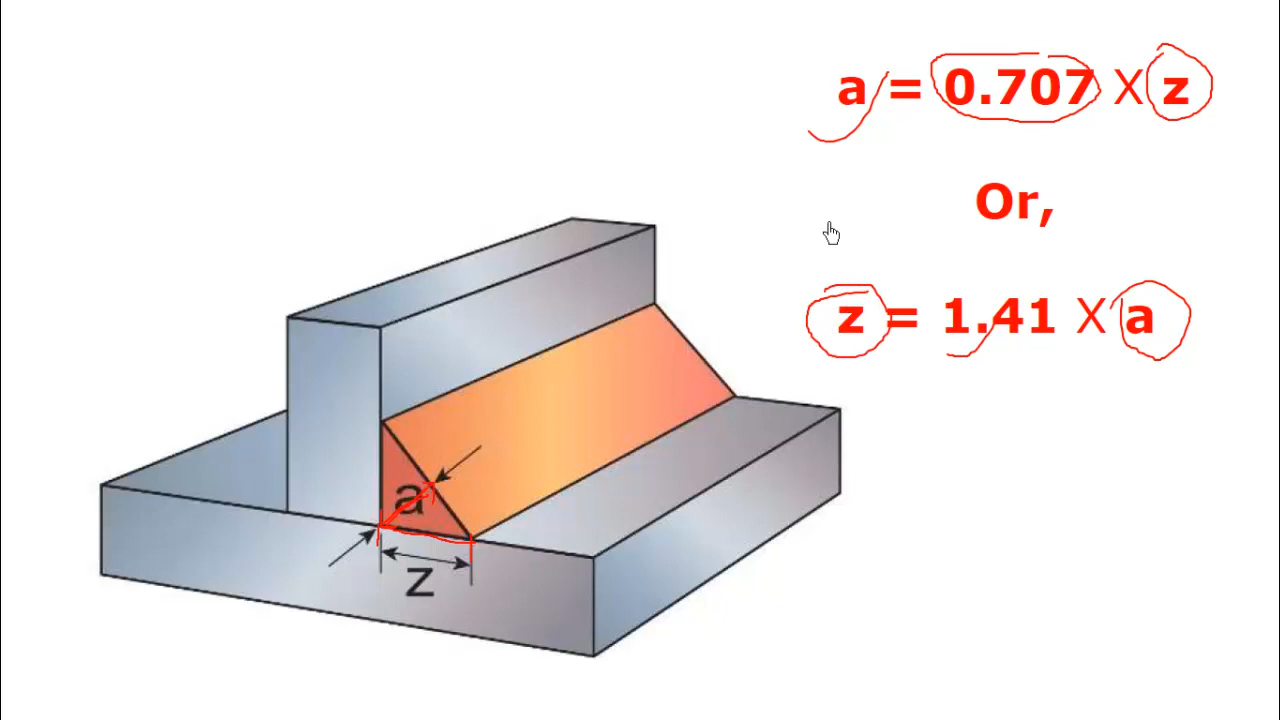 a = 0.707 X z
Or,
z = 1.41 X a
a
z